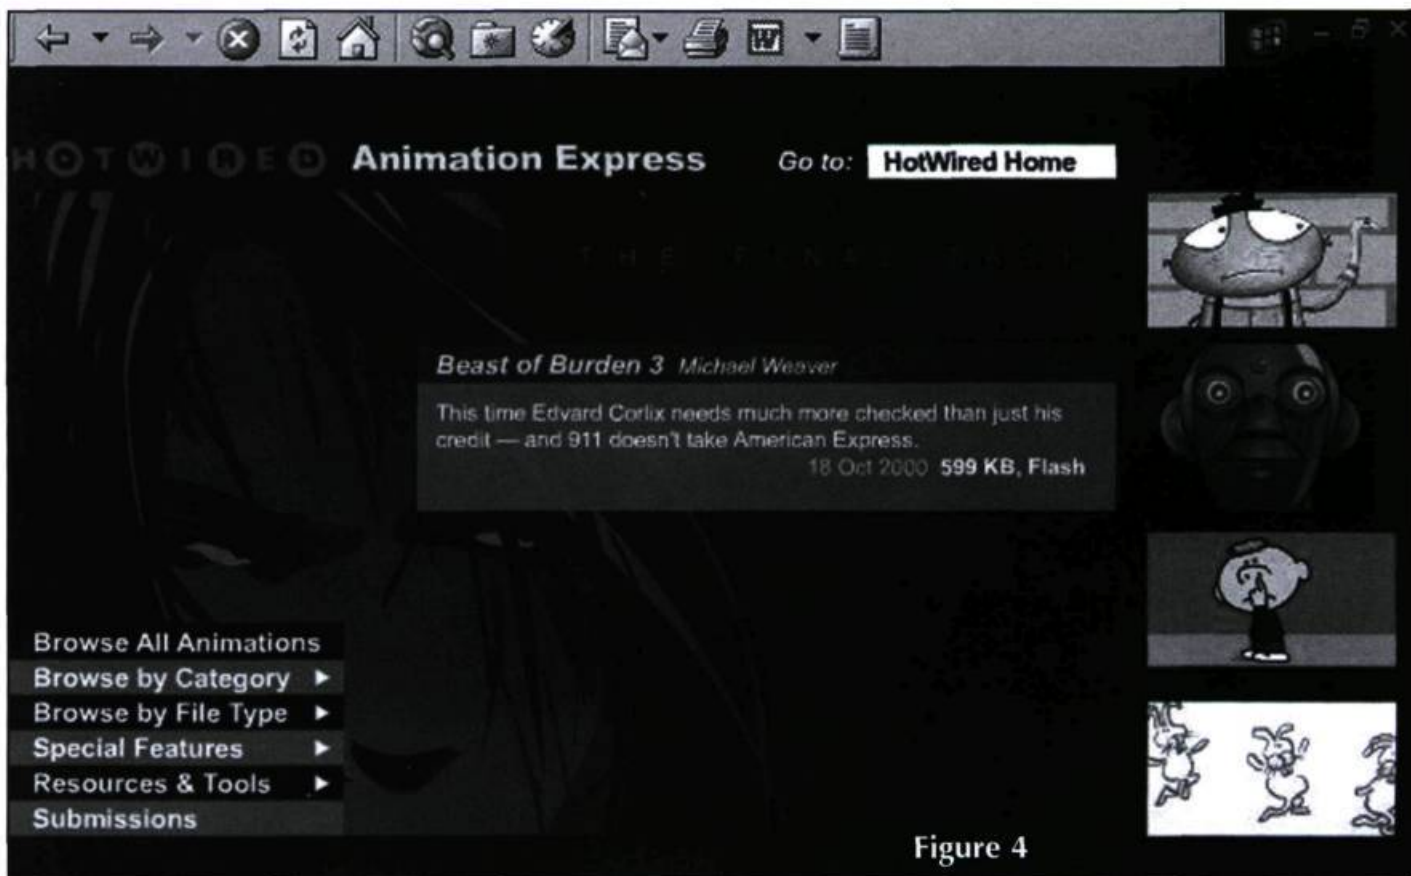 HOTWIRED Animation Express Go to: HotWired Home
THE FINAL
Beast of Burden 3 Michael Weaver
This time Edvard Corlix needs much more checked than just his
credit — and 911 doesn't take American Express.
18 Oct 2000 599 KB, Flash
Browse All Animations
Browse by Category
Browse by File Type
Special Features
Resources & Tools
Submissions
Figure 4